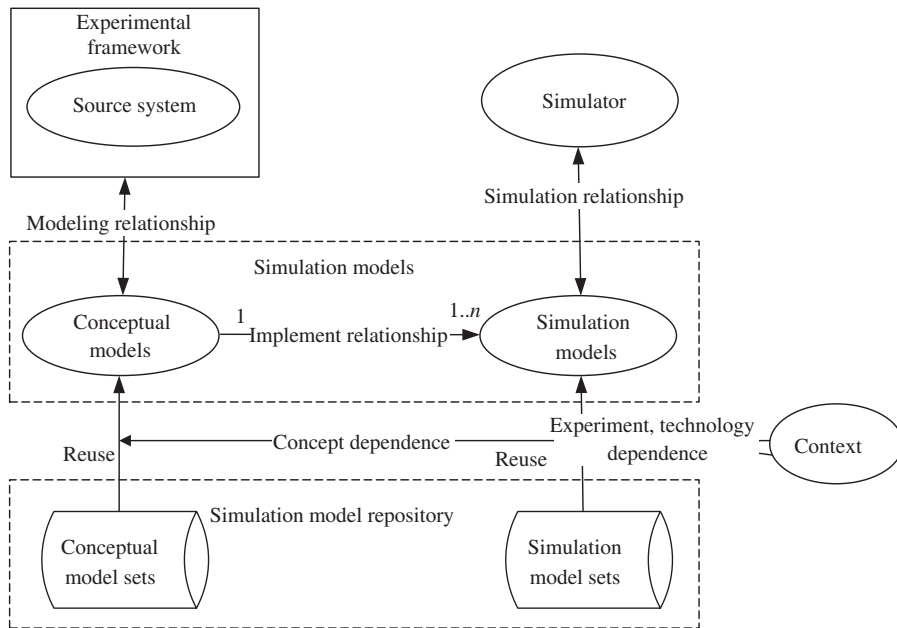 Experimental
framework
Source system
Simulator
Modeling relationship
Simulation relationship
Simulation models
Conceptual
models
1
Implement relationship
1..n
Simulation
models
Reuse
Concept dependence
Reuse
Experiment, technology
dependence
Context
Simulation model repository
Conceptual
model sets
Simulation
model sets